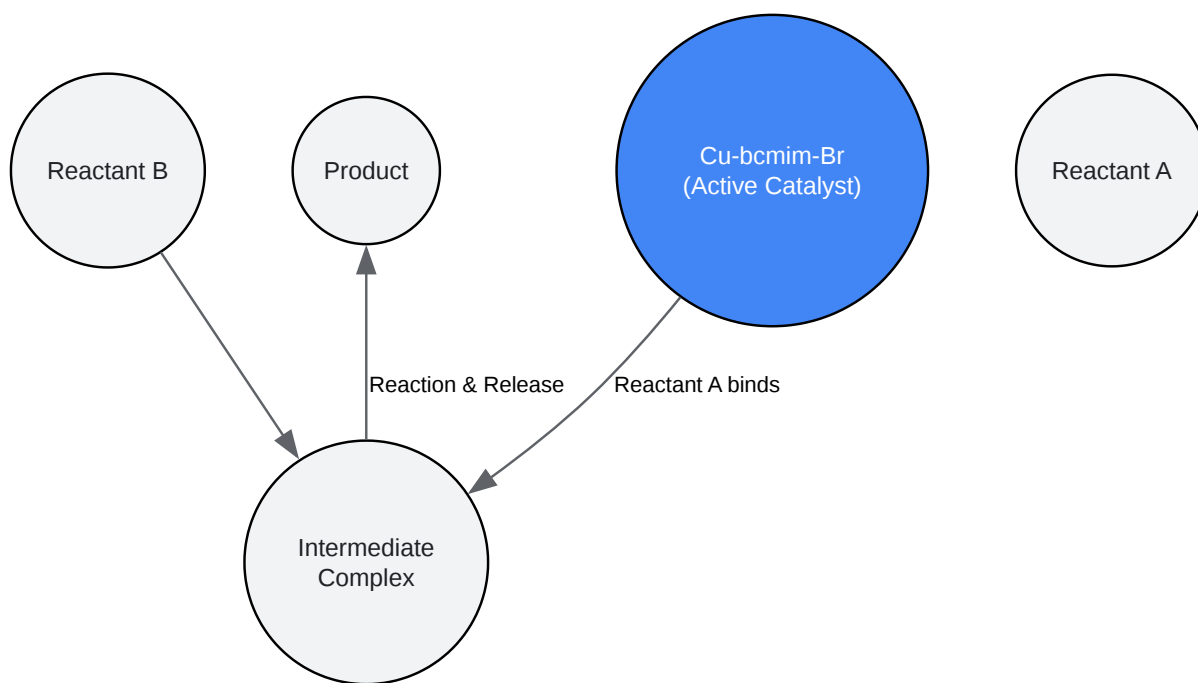 Reactant B
Product
Cu-bcmim-Br
(Active Catalyst)
Reactant A
Reaction & Release
Reactant A binds
Intermediate
Complex